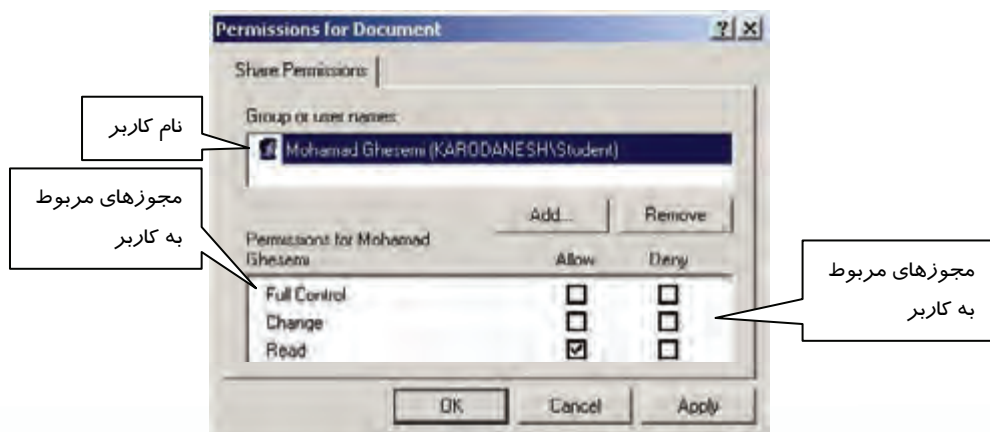 Permissions for Document
Share Permissions
Group or user names:
Mohamad Ghesemi (KARODANESH\Student)
Add...
Remove
Permissions for Mohamad
Ghesemi
Allow
Deny
Full Control
Change
Read
OK
Cancel
Apply
نام کاربر
مجوزهای مربوط
به کاربر
مجوزهای مربوط
به کاربر